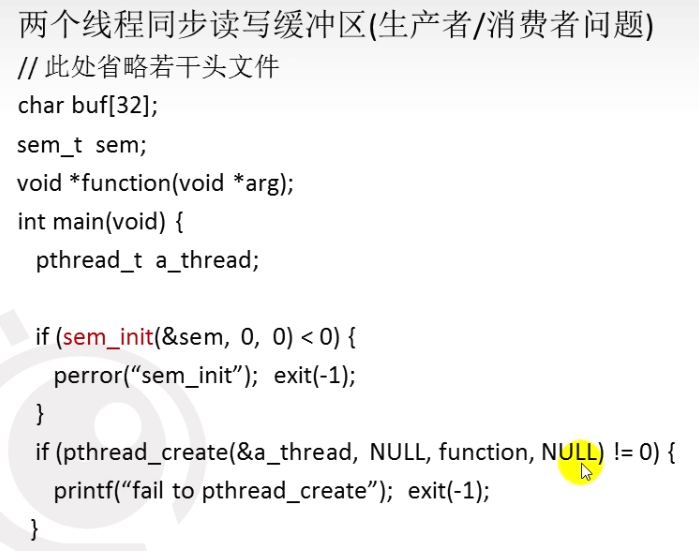 两个线程同步读写缓冲区(生产者/消费者问题)
// 此处省略若干头文件
char buf[32];
sem_t sem;
void *function(void *arg);
int main(void) {
pthread_t a_thread;
if (sem_init(&sem, 0, 0) < 0) {
perror(“sem_init”); exit(-1);
}
if (pthread_create(&a_thread, NULL, function, NULL) != 0) {
printf(“fail to pthread_create”); exit(-1);
}